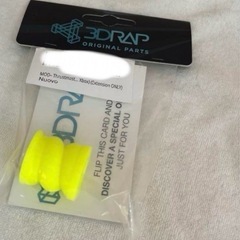 3DRAP
ORIGINAL PARTS
Nuovo
3DRAP
FLIP THIS CARD AND
DISCOVER A SPECIAL O
JUST FOR YOU